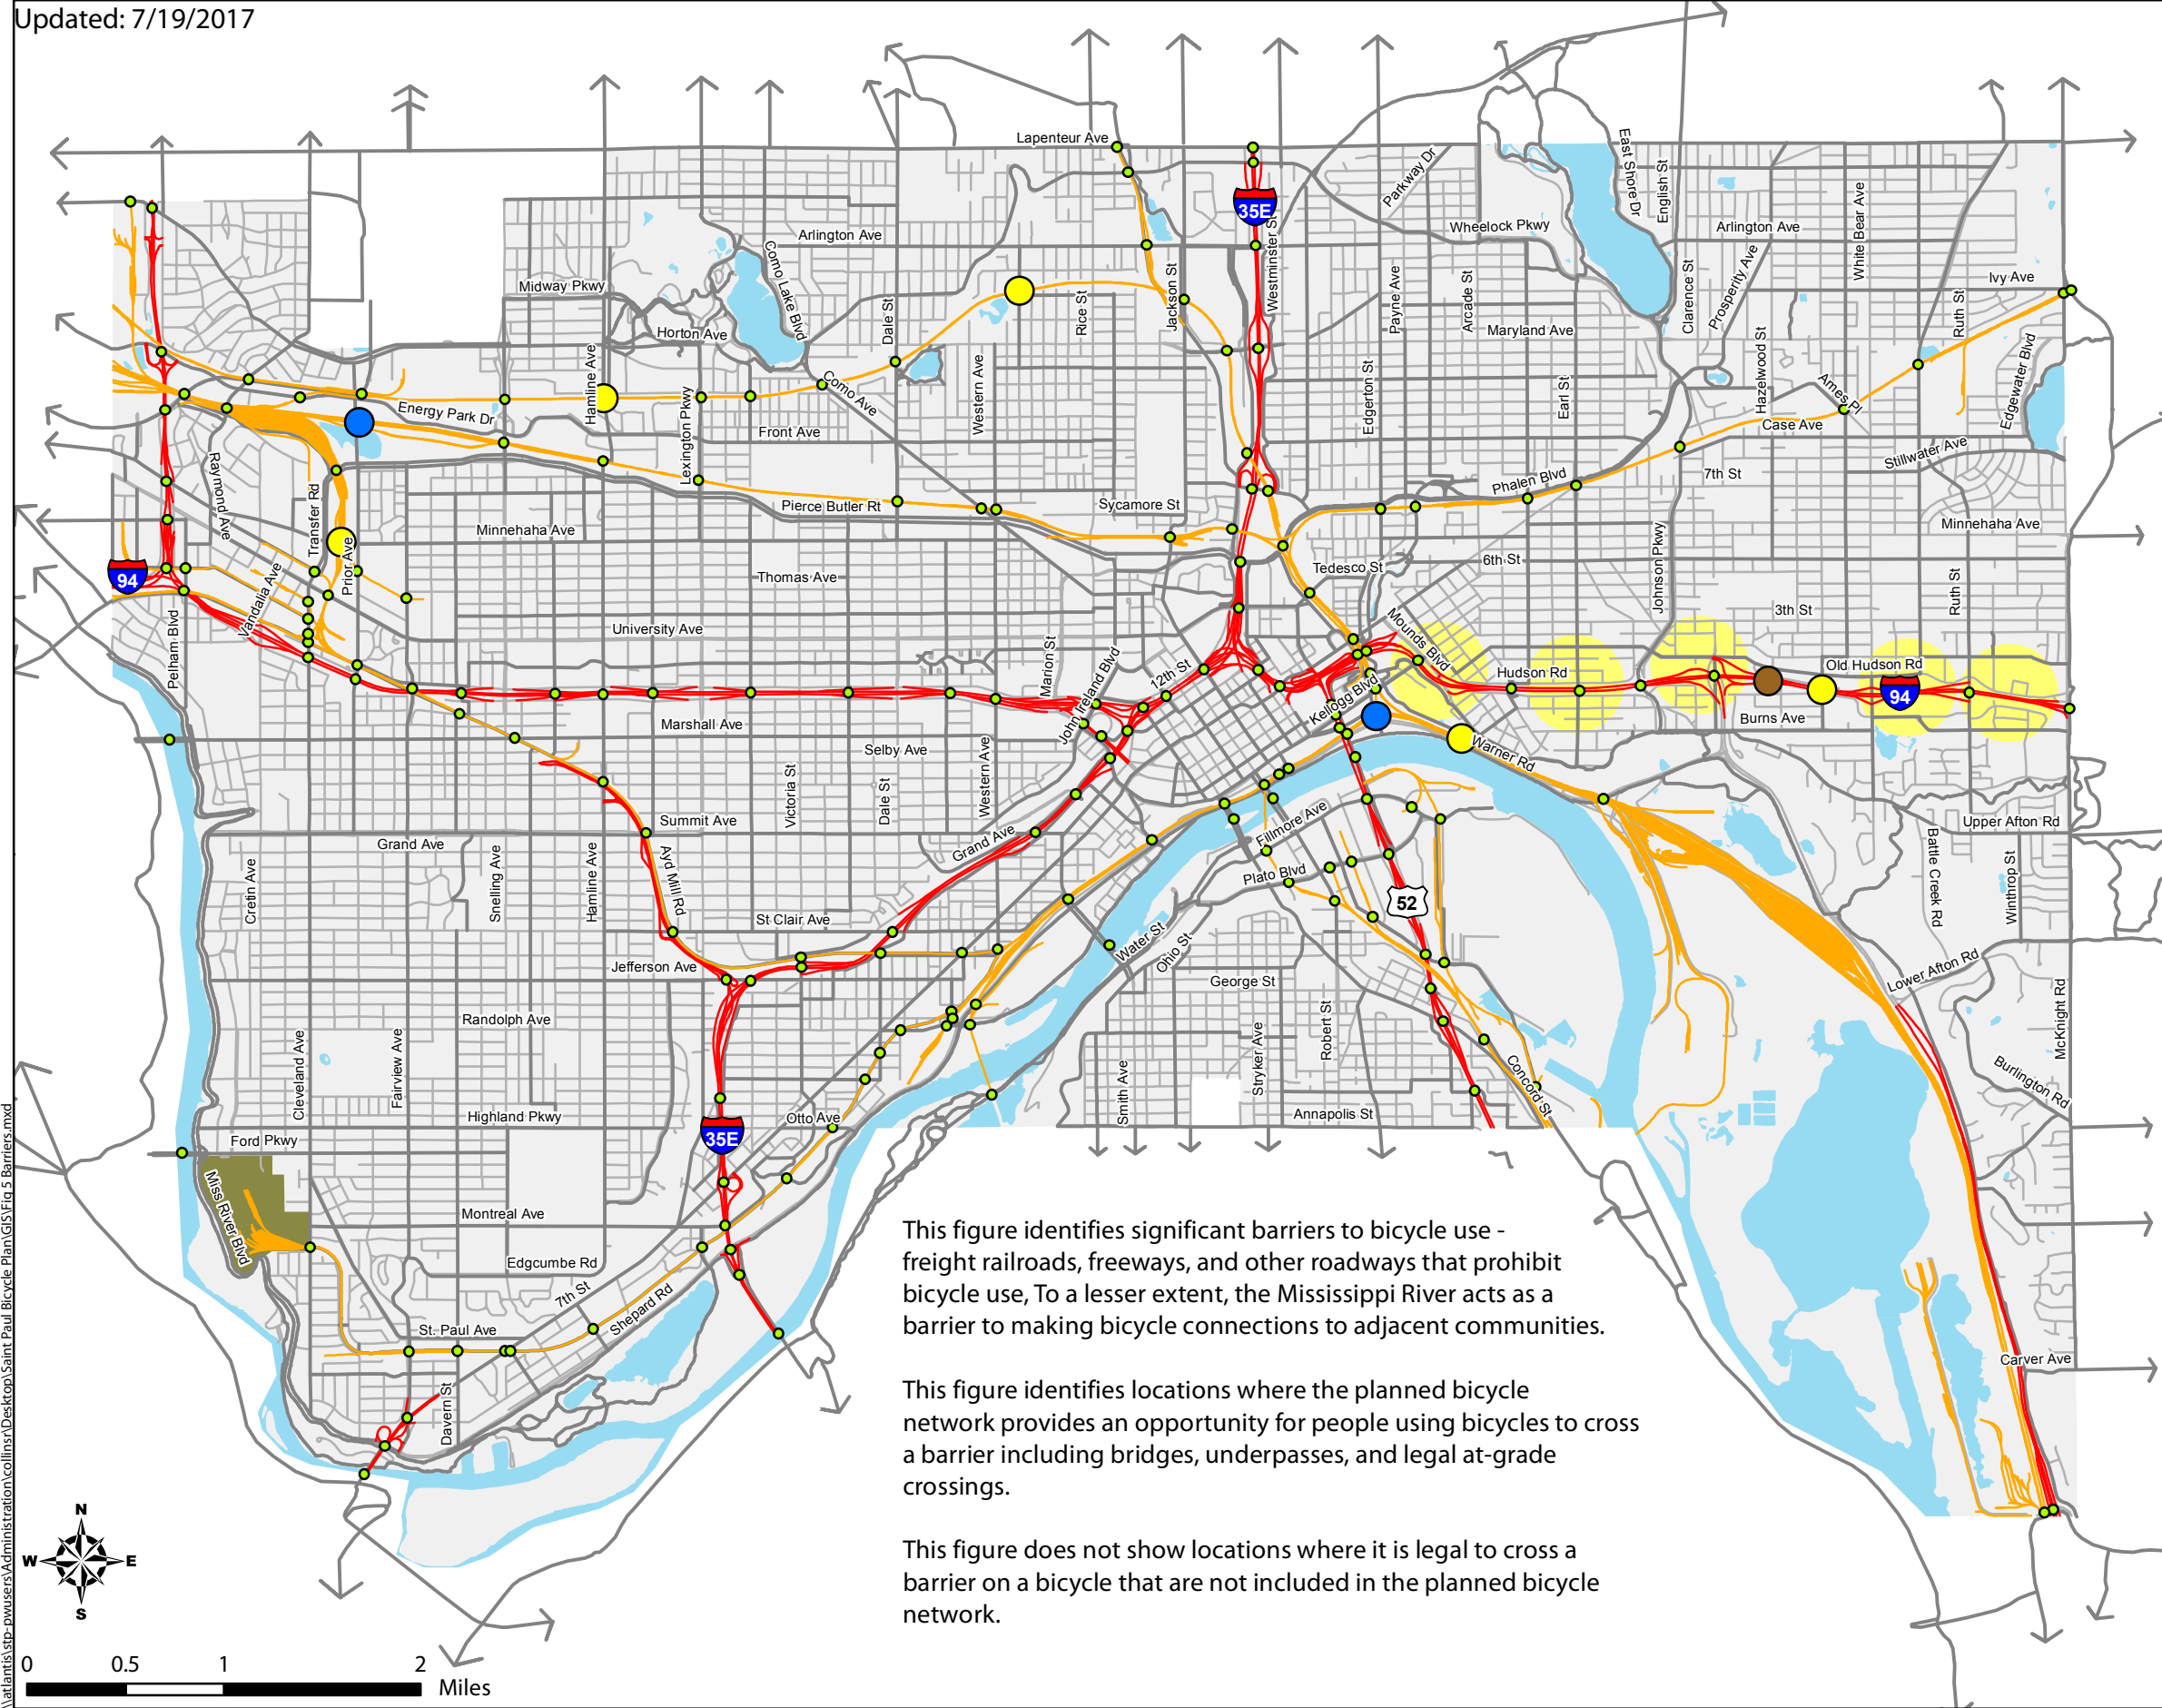 Updated: 7/19/2017
Lapenteur Ave
Parkway Dr
East Shore Dr
English St
35E
Westminster St
Arlington Ave
Wheelock Pkwy
Arlington Ave
White Bear Ave
Como Lake Blvd
Midway Pkwy
Horton Ave
Dale St
Rice St
Jackson St
Payne Ave
Arcade St
Maryland Ave
Clarence St
Prosperity Ave
Ivy Ave
Ruth St
Hazelwood St
Edgewater Blvd
Hamline Ave
Lexington Pkwy
Como Ave
Western Ave
Edgerton St
Earl St
Ames Pl
Energy Park Dr
Front Ave
Case Ave
Stillwater Ave
Raymond Ave
Transfer Rd
Pierce Butler Rt
Sycamore St
Phalen Blvd
7th St
Minnehaha Ave
Minnehaha Ave
Prior Ave
Johnson Pkwy
94
Vandalia Ave
Thomas Ave
Tedesco St
6th St
Ruth St
3th St
Pelham Blvd
University Ave
Marion St
John Ireland Blvd
12th St
Mounds Blvd
Hudson Rd
Old Hudson Rd
94
Kellogg Blvd
Burns Ave
Marshall Ave
Selby Ave
Western Ave
Warner Rd
Victoria St
Dale St
Summit Ave
Grand Ave
Grand Ave
Fillmore Ave
Upper Afton Rd
Cretin Ave
Snelling Ave
Hamline Ave
Ayd Mill Rd
Plato Blvd
52
Battle Creek Rd
Winthrop St
St Clair Ave
Water St
Ohio St
Jefferson Ave
George St
Lower Afton Rd
McKnight Rd
Randolph Ave
Cleveland Ave
Fairview Ave
Smith Ave
Stryker Ave
Robert St
Concord St
Burlington Rd
Highland Pkwy
Otto Ave
Annapolis St
35E
Ford Pkwy
Miss River Blvd
Montreal Ave
Edgcumbe Rd
7th St
Shepard Rd
St. Paul Ave
Davern St
Carver Ave
This figure identifies significant barriers to bicycle use -
freight railroads, freeways, and other roadways that prohibit
bicycle use, To a lesser extent, the Mississippi River acts as a
barrier to making bicycle connections to adjacent communities.
This figure identifies locations where the planned bicycle
network provides an opportunity for people using bicycles to cross
a barrier including bridges, underpasses, and legal at-grade
crossings.
This figure does not show locations where it is legal to cross a
barrier on a bicycle that are not included in the planned bicycle
network.
N
W E
S
0 0.5 1 2
Miles
\\atlantis\stp-pwusers\Administration\collinsr\Desktop\Saint Paul Bicycle Plan\GIS\Fig 5 Barriers.mxd